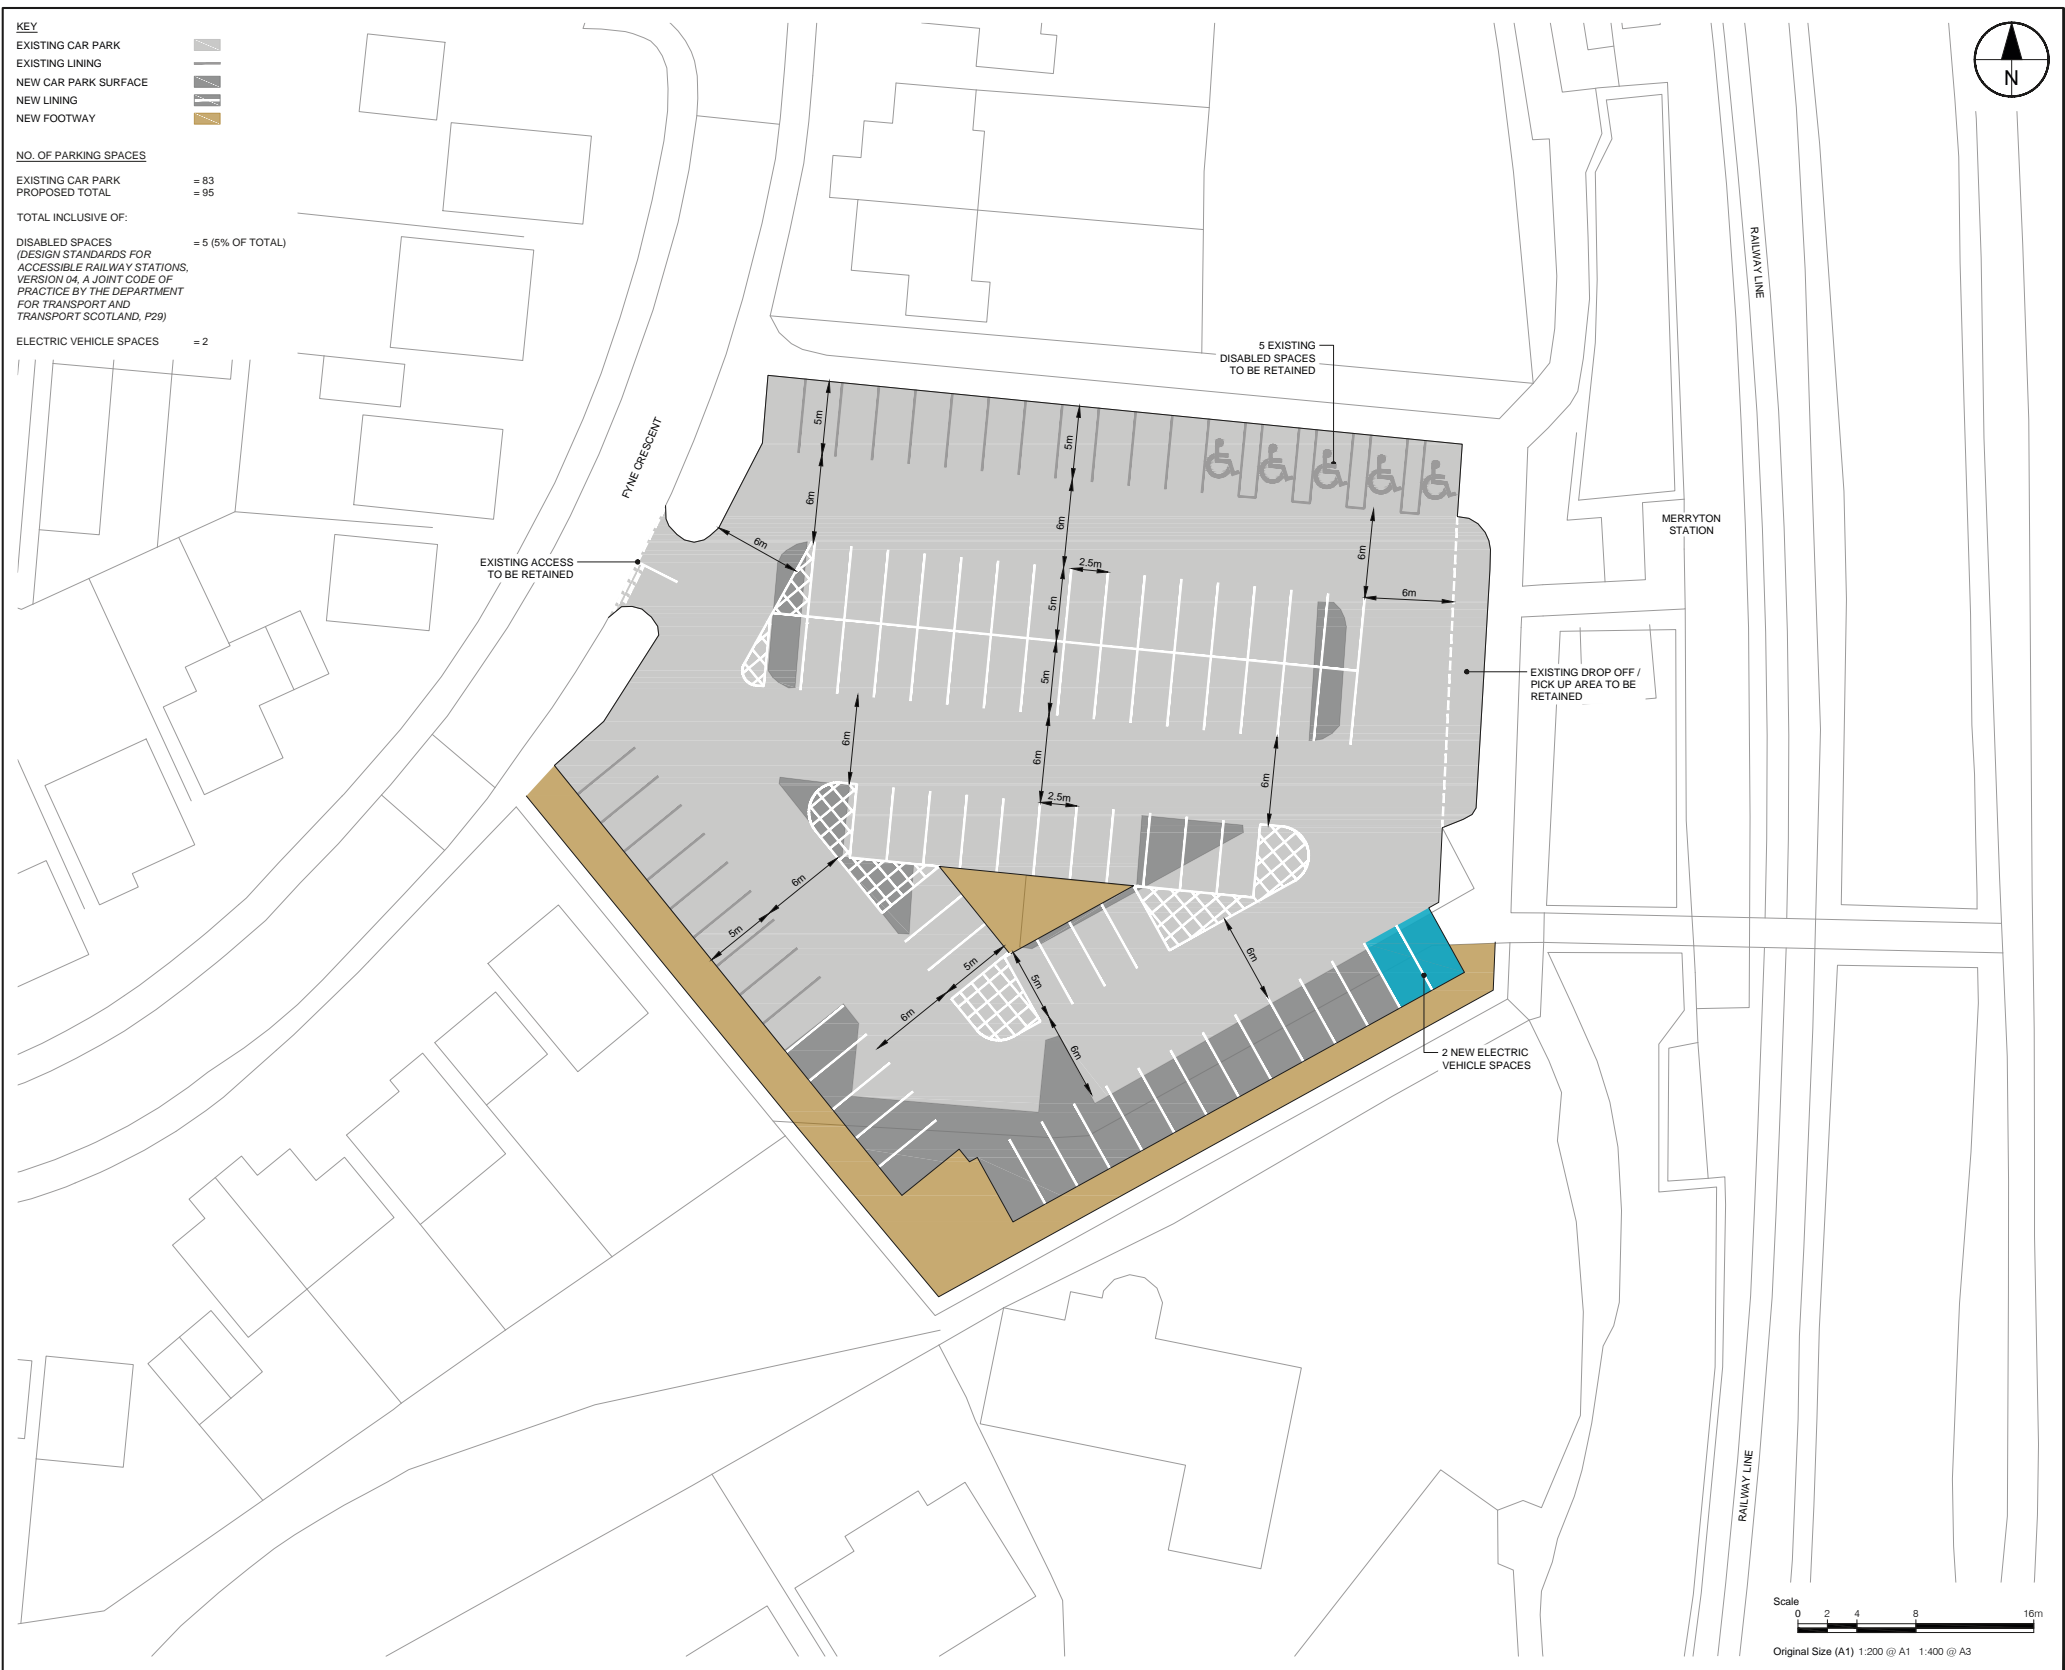 KEY
EXISTING CAR PARK
EXISTING LINING
NEW CAR PARK SURFACE
NEW LINING
NEW FOOTWAY
NO. OF PARKING SPACES
EXISTING CAR PARK = 83
PROPOSED TOTAL = 95
TOTAL INCLUSIVE OF:
DISABLED SPACES = 5 (5% OF TOTAL)
(DESIGN STANDARDS FOR
ACCESSIBLE RAILWAY STATIONS,
VERSION 04, A JOINT CODE OF
PRACTICE BY THE DEPARTMENT
FOR TRANSPORT AND
TRANSPORT SCOTLAND, P29)
ELECTRIC VEHICLE SPACES = 2
N
RAILWAY LINE
5 EXISTING
DISABLED SPACES
TO BE RETAINED
FYNE CRESCENT
5m
5m
6m
6m
6m
6m
MERRYTON
STATION
EXISTING ACCESS
TO BE RETAINED
2.5m
5m
6m
5m
EXISTING DROP OFF /
PICK UP AREA TO BE
RETAINED
6m
6m
6m
2.5m
6m
5m
6m
5m
5m
6m
6m
2 NEW ELECTRIC
VEHICLE SPACES
RAILWAY LINE
Scale
0 2 4 8 16m
Original Size (A1) 1:200 @ A1 1:400 @ A3